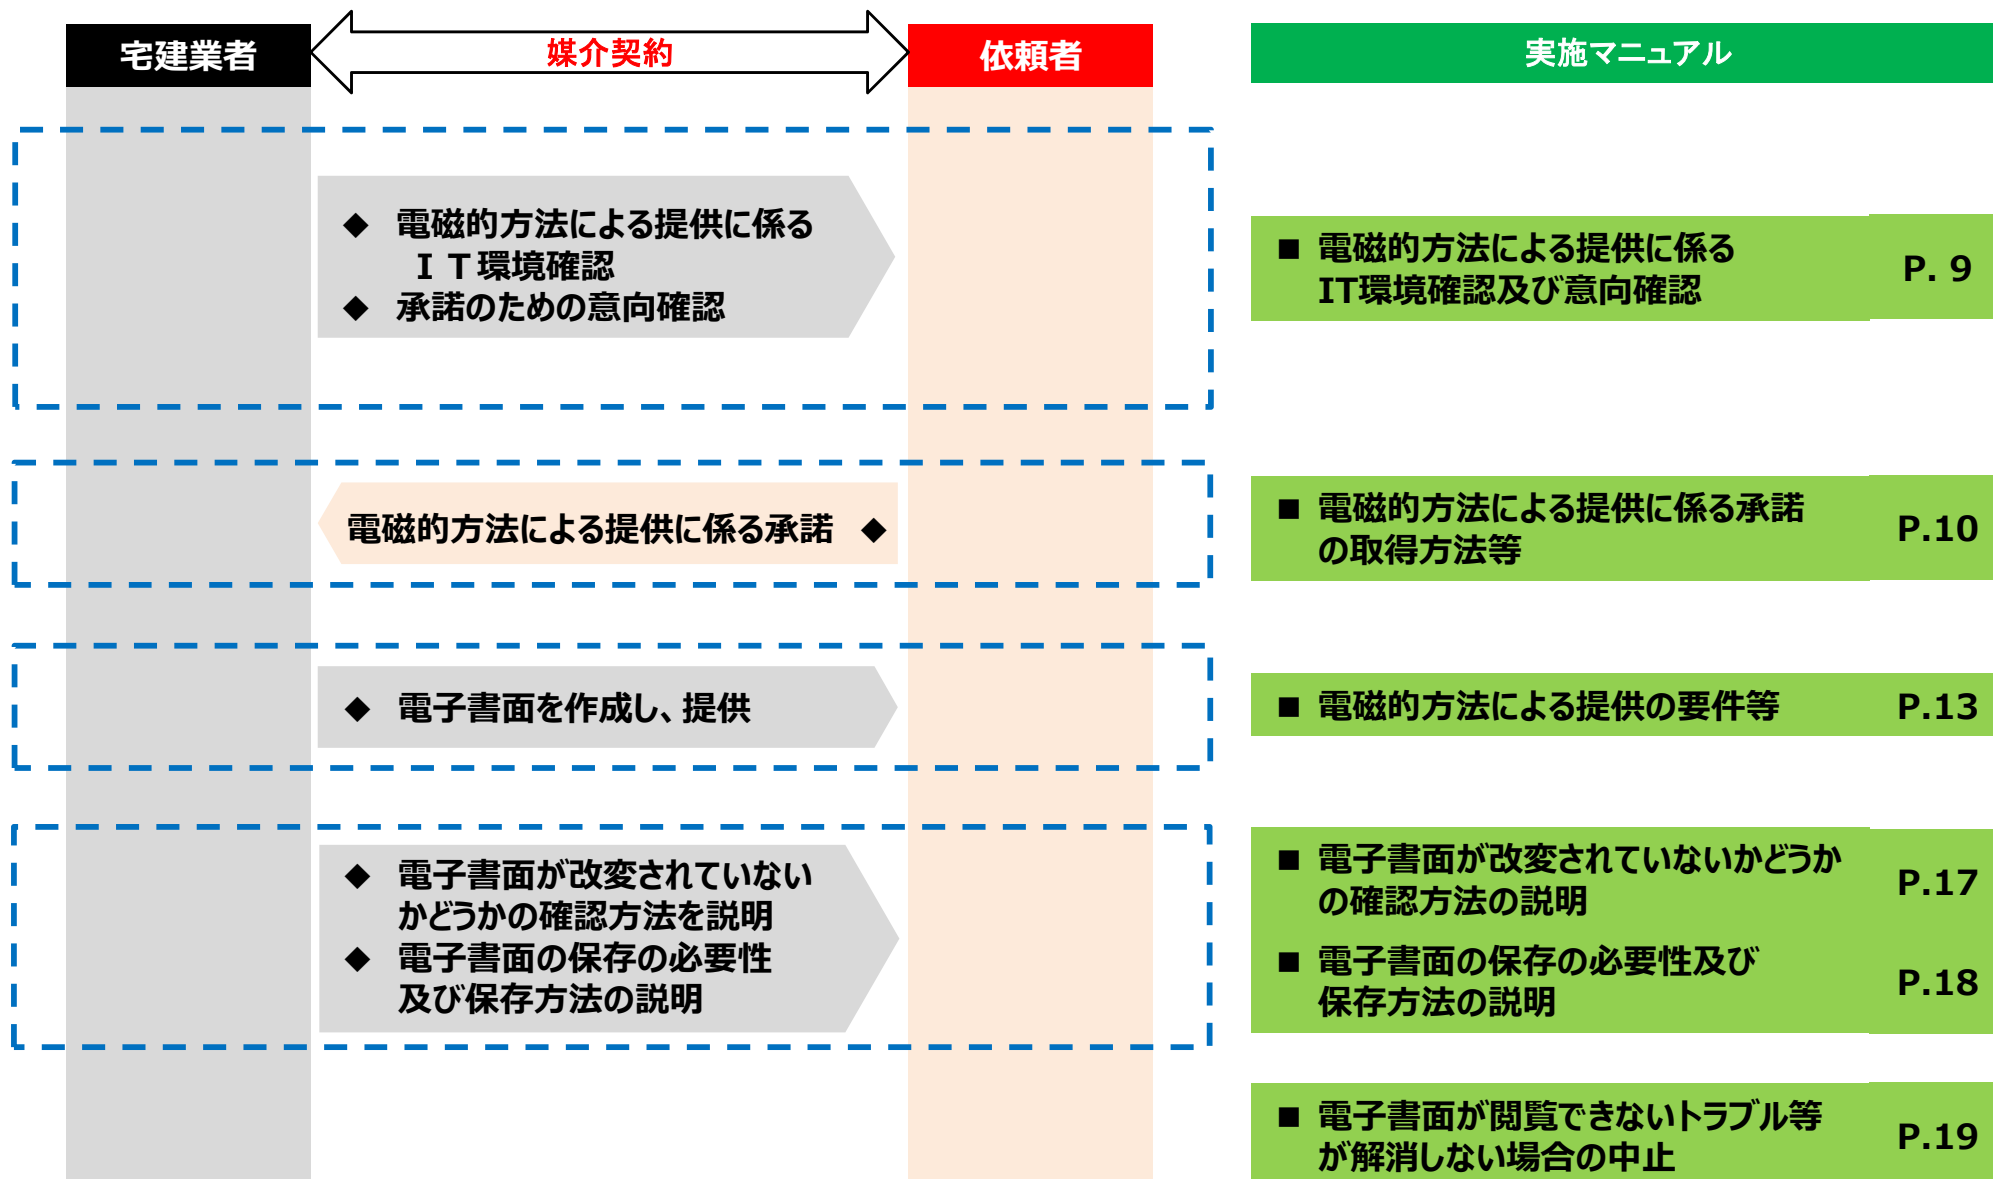 宅建業者
媒介契約
依頼者
実施マニュアル
◆ 電磁的方法による提供に係る
ＩＴ環境確認
◆ 承諾のための意向確認
■ 電磁的方法による提供に係る
IT環境確認及び意向確認
P. 9
電磁的方法による提供に係る承諾 ◆
■ 電磁的方法による提供に係る承諾
の取得方法等
P.10
◆ 電子書面を作成し、提供
■ 電磁的方法による提供の要件等
P.13
◆ 電子書面が改変されていない
かどうかの確認方法を説明
◆ 電子書面の保存の必要性
及び保存方法の説明
■ 電子書面が改変されていないかどうか
の確認方法の説明
P.17
■ 電子書面の保存の必要性及び
保存方法の説明
P.18
■ 電子書面が閲覧できないトラブル等
が解消しない場合の中止
P.19